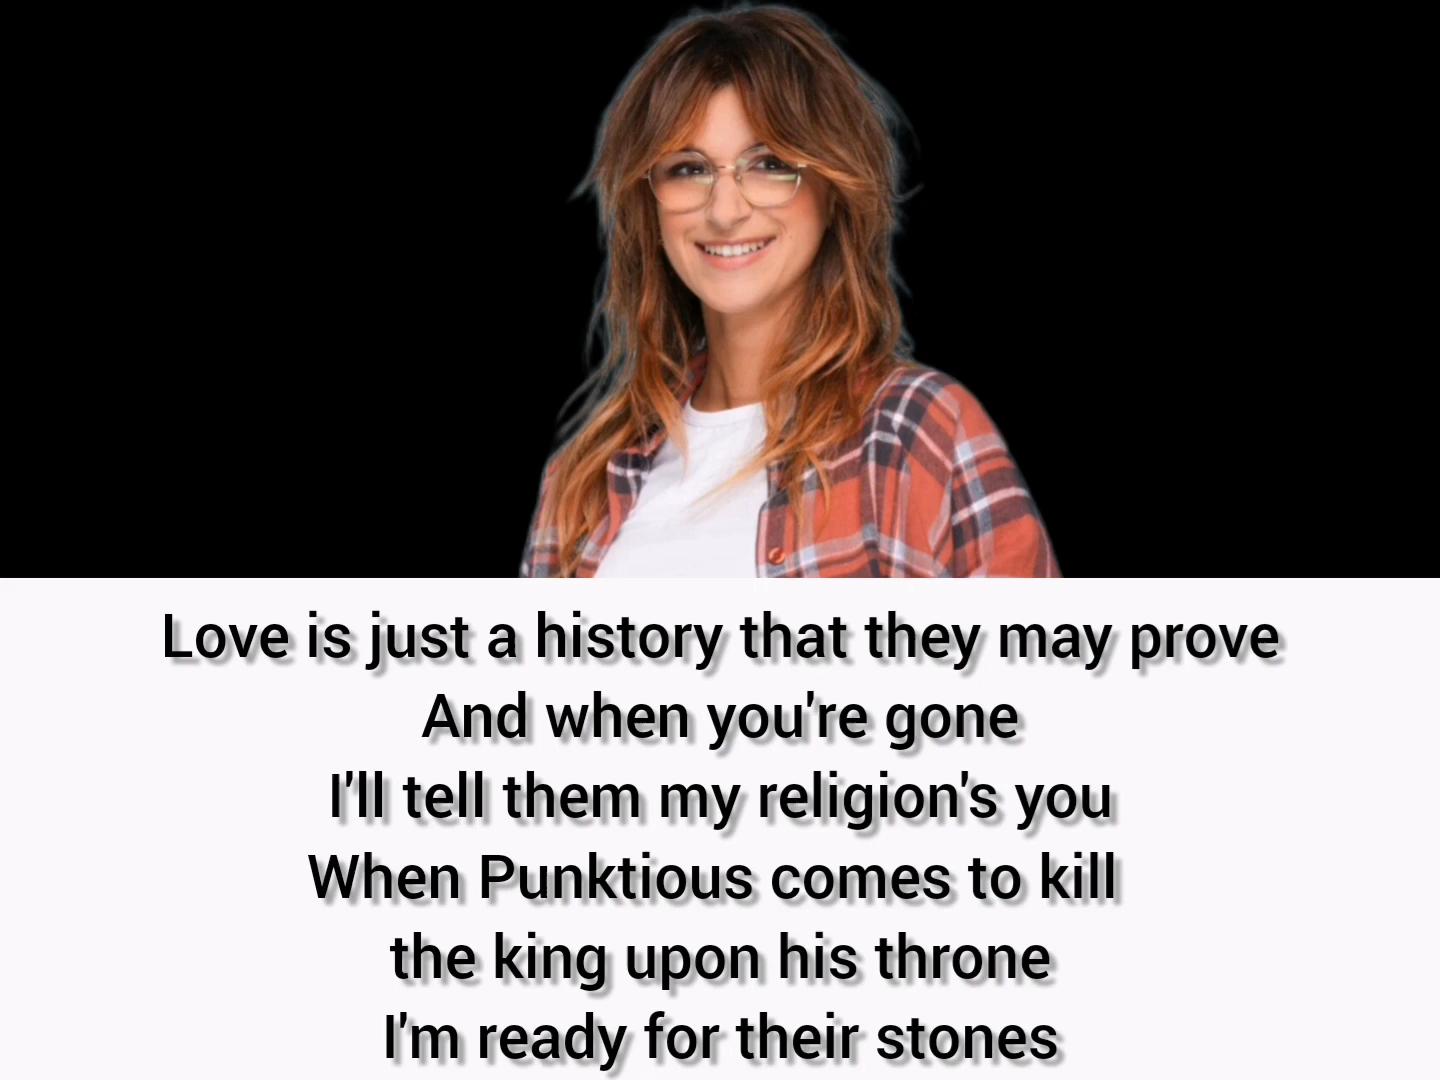 Love is just a history that they may prove
And when you're gone
I'll tell them my religion's you
When Punktious comes to kill
the king upon his throne
I'm ready for their stones